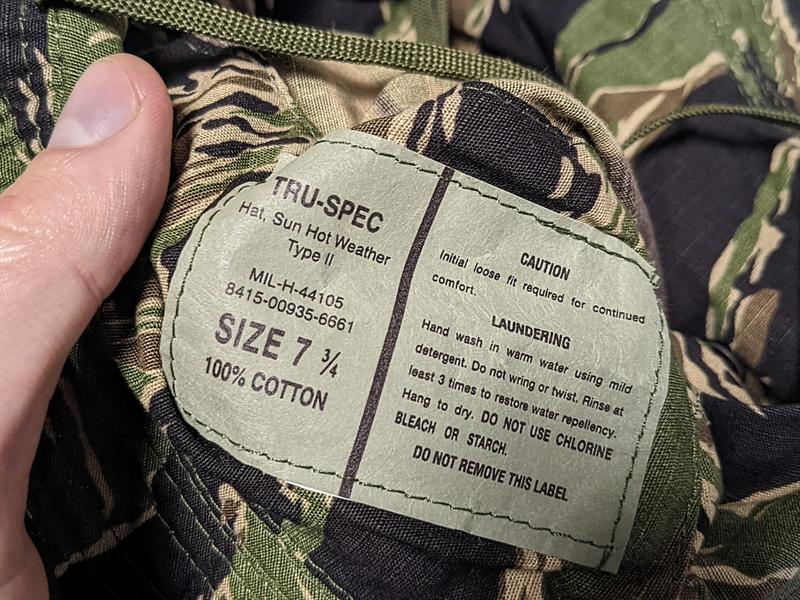 TRU-SPEC
Hat, Sun Hot Weather
Type II
MIL-H-44105
8415-00935-6661
SIZE 7 3/4
100% COTTON
CAUTION
Initial loose fit required for continued
comfort.
LAUNDERING
Hand wash in warm water using mild
detergent. Do not wring or twist. Rinse at
least 3 times to restore water repellency.
Hang to dry. DO NOT USE CHLORINE
BLEACH OR STARCH.
DO NOT REMOVE THIS LABEL